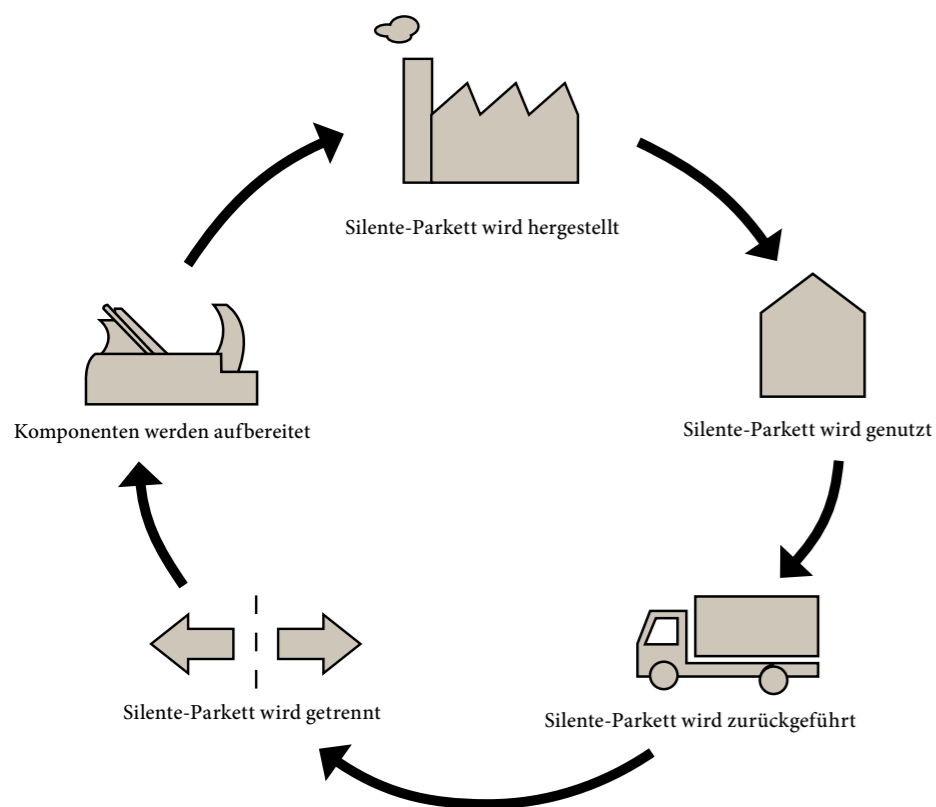 Silente-Parkett wird hergestellt
Silente-Parkett wird genutzt
Silente-Parkett wird zurückgeführt
Silente-Parkett wird getrennt
Komponenten werden aufbereitet